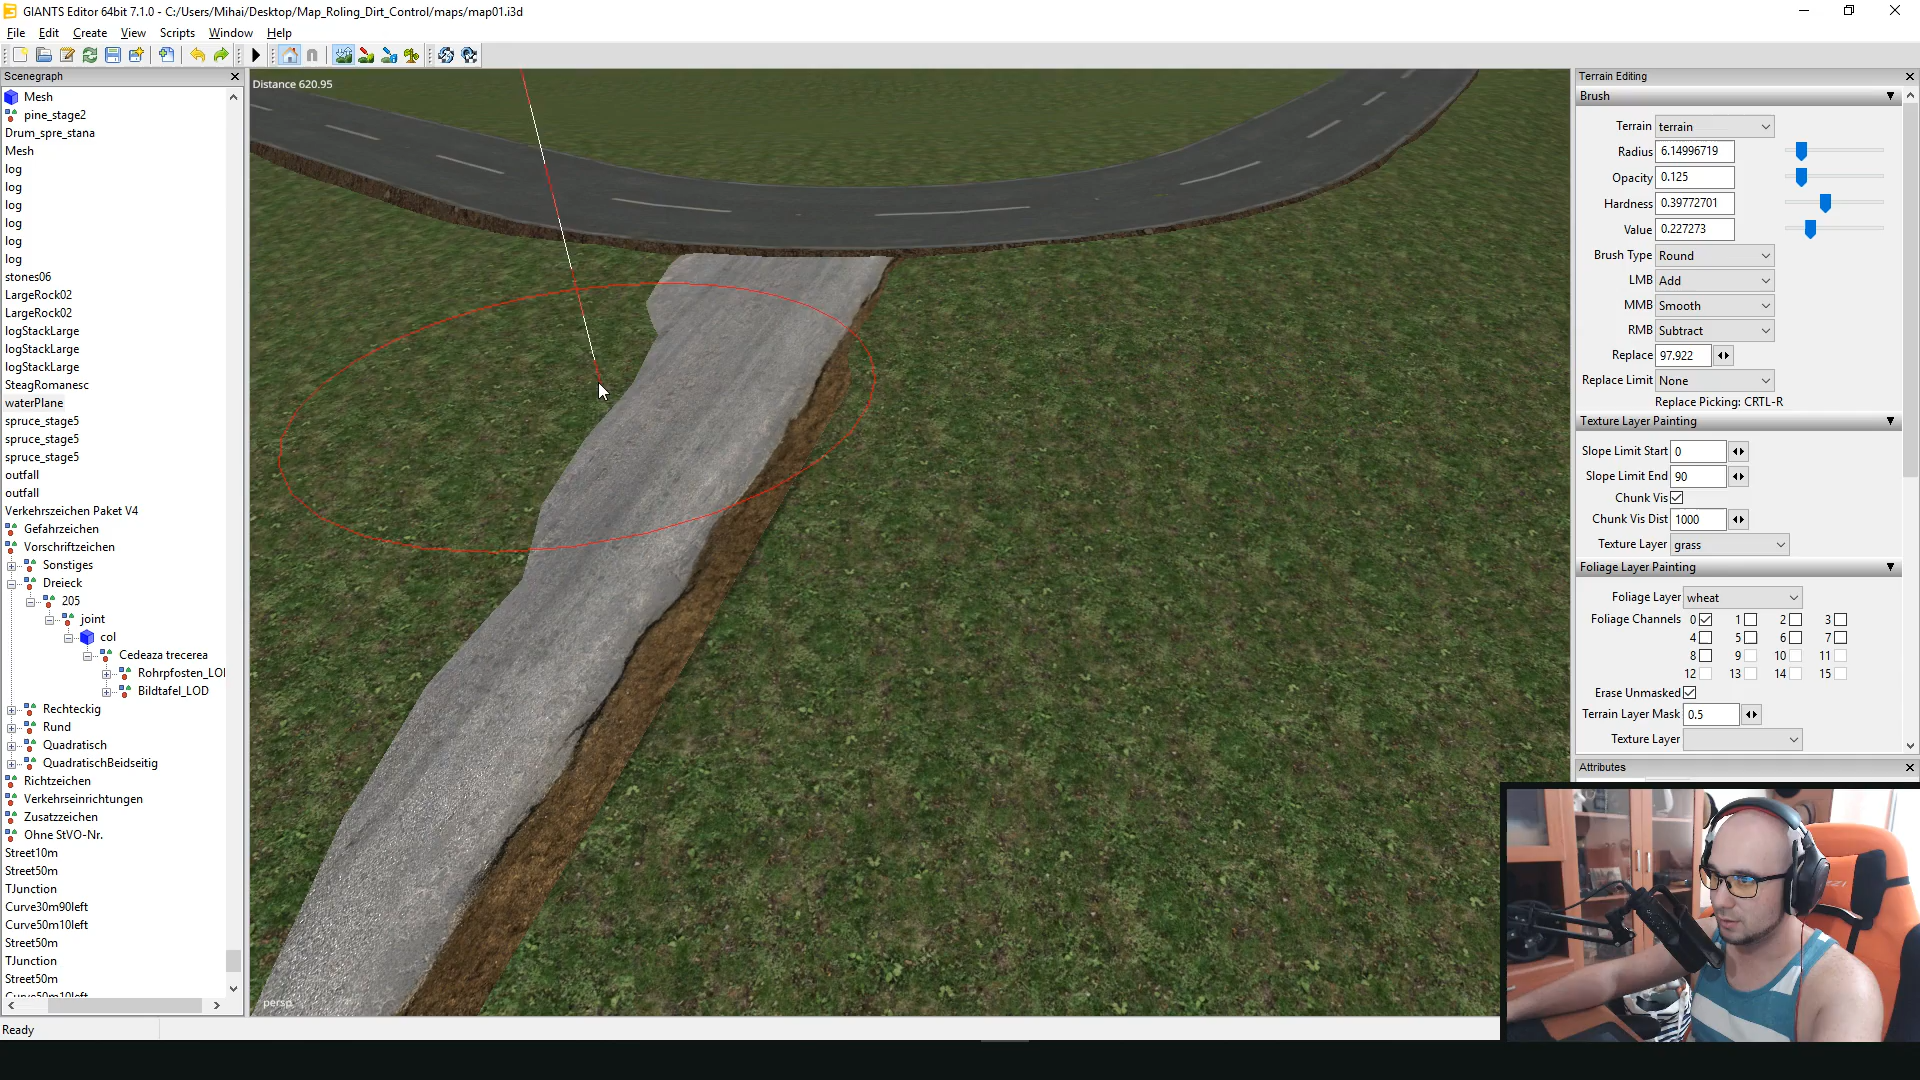 GIANTS Editor 64bit 7.1.0 - C:/Users/Mihai/Desktop/Map_Roling_Dirt_Control/maps/map01.i3d
File Edit Create View Scripts Window Help
Scenegraph
Mesh
pine_stage2
Drum_spre_stana
Mesh
log
log
log
log
log
log
stones06
LargeRock02
LargeRock02
logStackLarge
logStackLarge
logStackLarge
SteagRomanesc
waterPlane
spruce_stage5
spruce_stage5
spruce_stage5
outfall
outfall
Verkehrszeichen Paket V4
Gefahrzeichen
Vorschriftzeichen
Sonstiges
Dreieck
205
joint
col
Cedeaza trecerea
Rohrpfosten_LO
Bildtafel_LOD
Rechteckig
Rund
Quadratisch
QuadratischBeidseitig
Richtzeichen
Verkehrseinrichtungen
Zusatzzeichen
Ohne StVO-Nr.
Street10m
Street50m
TJunction
Curve30m90left
Curve50m10left
Street50m
TJunction
Street50m
Curve50m10left
Ready
Distance 620.95
persp
Terrain Editing
Brush
Terrain terrain
Radius 6.14996719
Opacity 0.125
Hardness 0.39772701
Value 0.227273
Brush Type Round
LMB Add
MMB Smooth
RMB Subtract
Replace 97.922
Replace Limit None
Replace Picking: CRTL-R
Texture Layer Painting
Slope Limit Start 0
Slope Limit End 90
Chunk Vis
Chunk Vis Dist 1000
Texture Layer grass
Foliage Layer Painting
Foliage Layer wheat
Foliage Channels 0 1 2 3
4 5 6 7
8 9 10 11
12 13 14 15
Erase Unmasked
Terrain Layer Mask 0.5
Texture Layer
Attributes